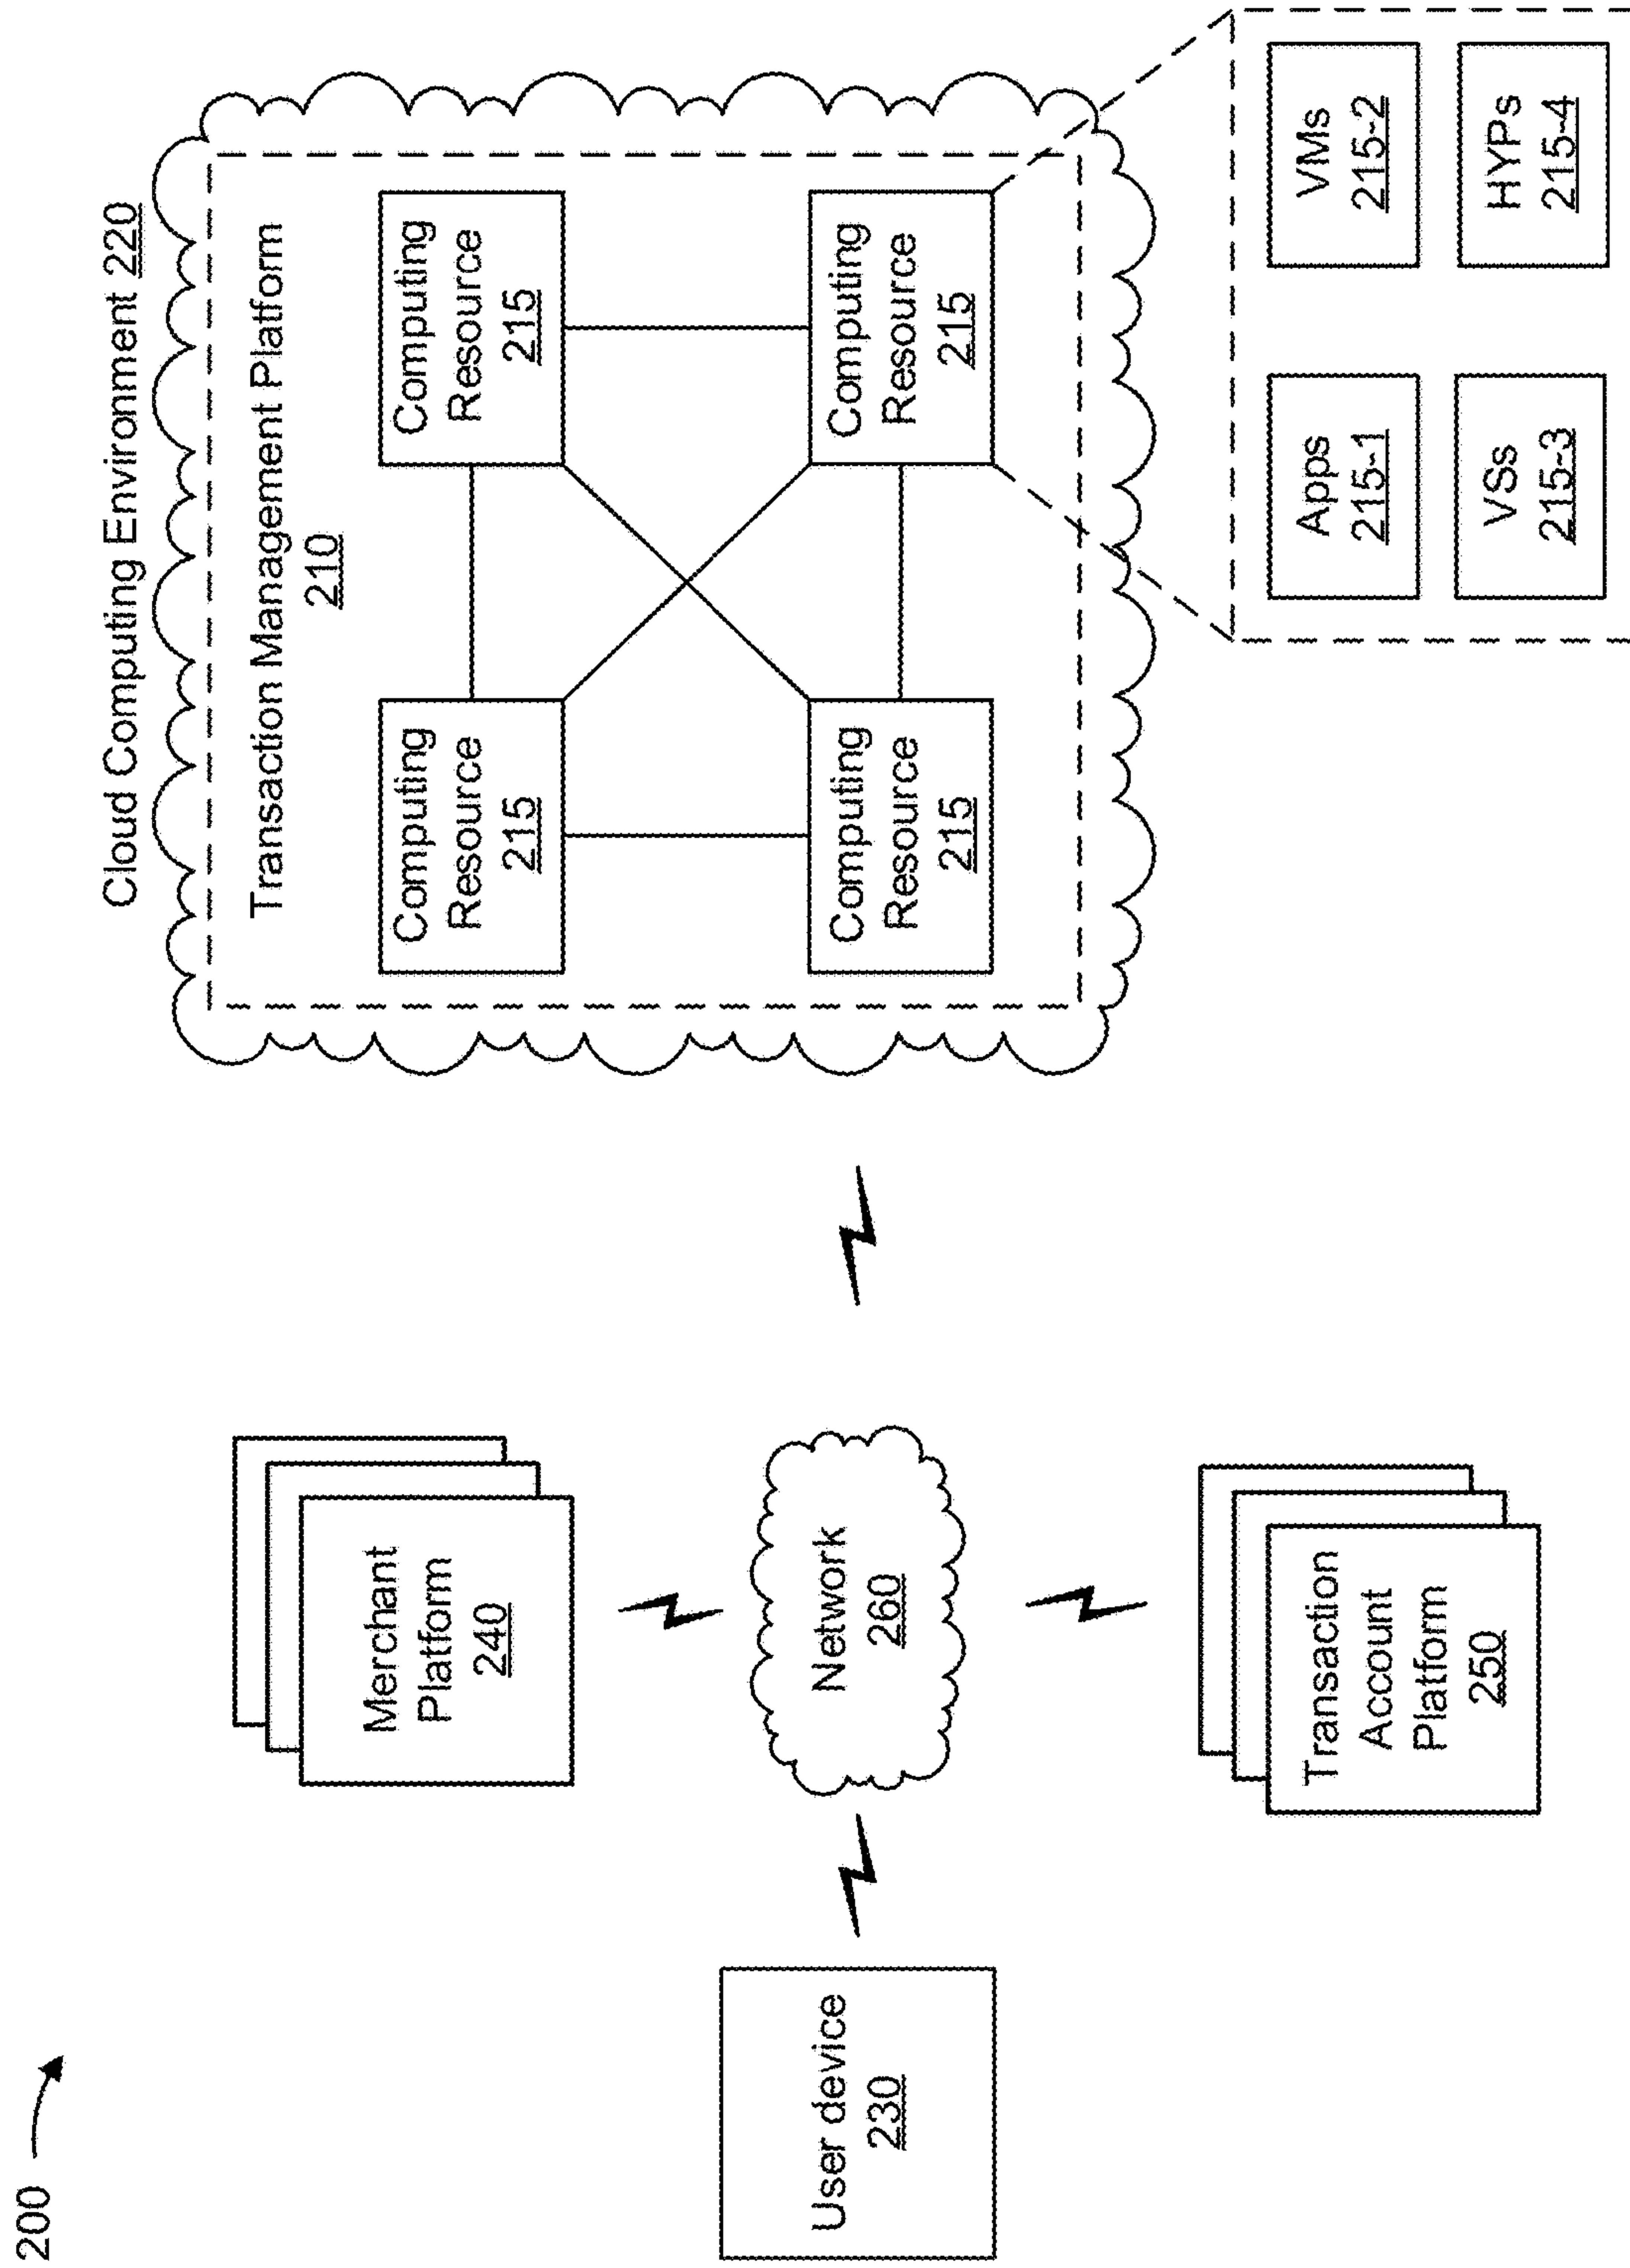 200
Cloud Computing Environment 220
Transaction Management Platform
210
Computing
Resource
215
Computing
Resource
215
Computing
Resource
215
Computing
Resource
215
Merchant
Platform
240
User device
230
Network
260
Transaction
Account
Platform
250
Apps
215-1
VMs
215-2
VSs
215-3
HYPs
215-4